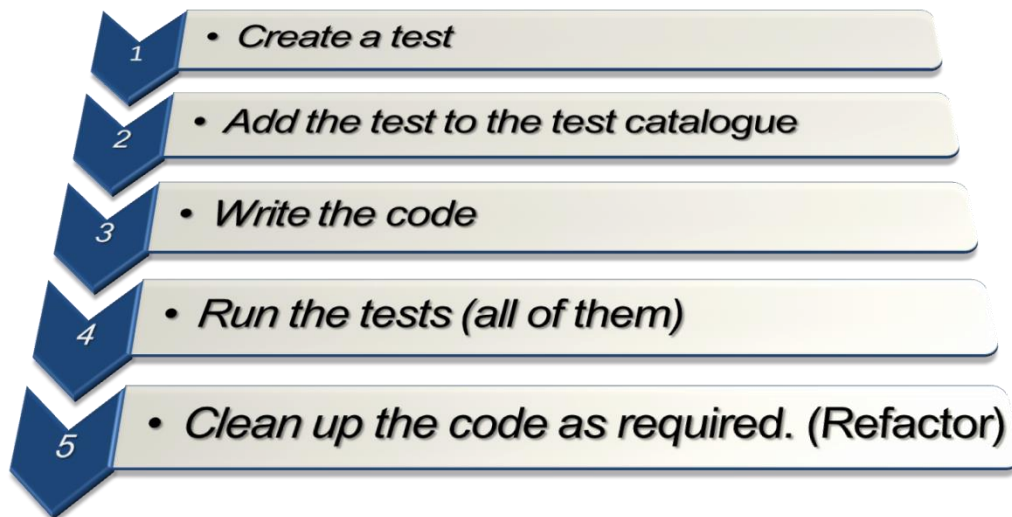 1 • Create a test
2 • Add the test to the test catalogue
3 • Write the code
4 • Run the tests (all of them)
5 • Clean up the code as required. (Refactor)